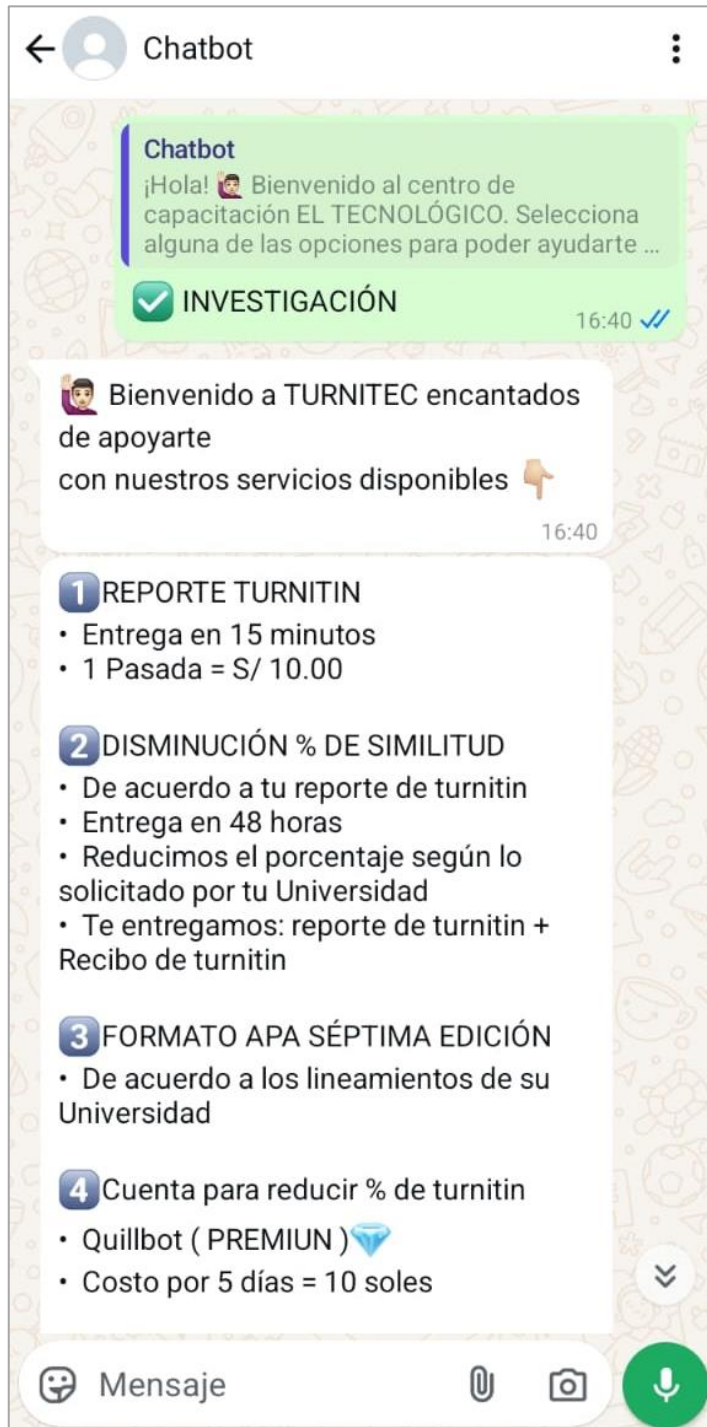 Chatbot
Chatbot
¡Hola! 🙋🏻‍♂️ Bienvenido al centro de
capacitación EL TECNOLÓGICO. Selecciona
alguna de las opciones para poder ayudarte ...
✅ INVESTIGACIÓN
16:40
🙋🏻‍♂️ Bienvenido a TURNITEC encantados
de apoyarte
con nuestros servicios disponibles 👇🏼
16:40
1️⃣REPORTE TURNITIN
• Entrega en 15 minutos
• 1 Pasada = S/ 10.00
2️⃣DISMINUCIÓN % DE SIMILITUD
• De acuerdo a tu reporte de turnitin
• Entrega en 48 horas
• Reducimos el porcentaje según lo
solicitado por tu Universidad
• Te entregamos: reporte de turnitin +
Recibo de turnitin
3️⃣FORMATO APA SÉPTIMA EDICIÓN
• De acuerdo a los lineamientos de su
Universidad
4️⃣Cuenta para reducir % de turnitin
• Quillbot ( PREMIUN )💎
• Costo por 5 días = 10 soles
Mensaje